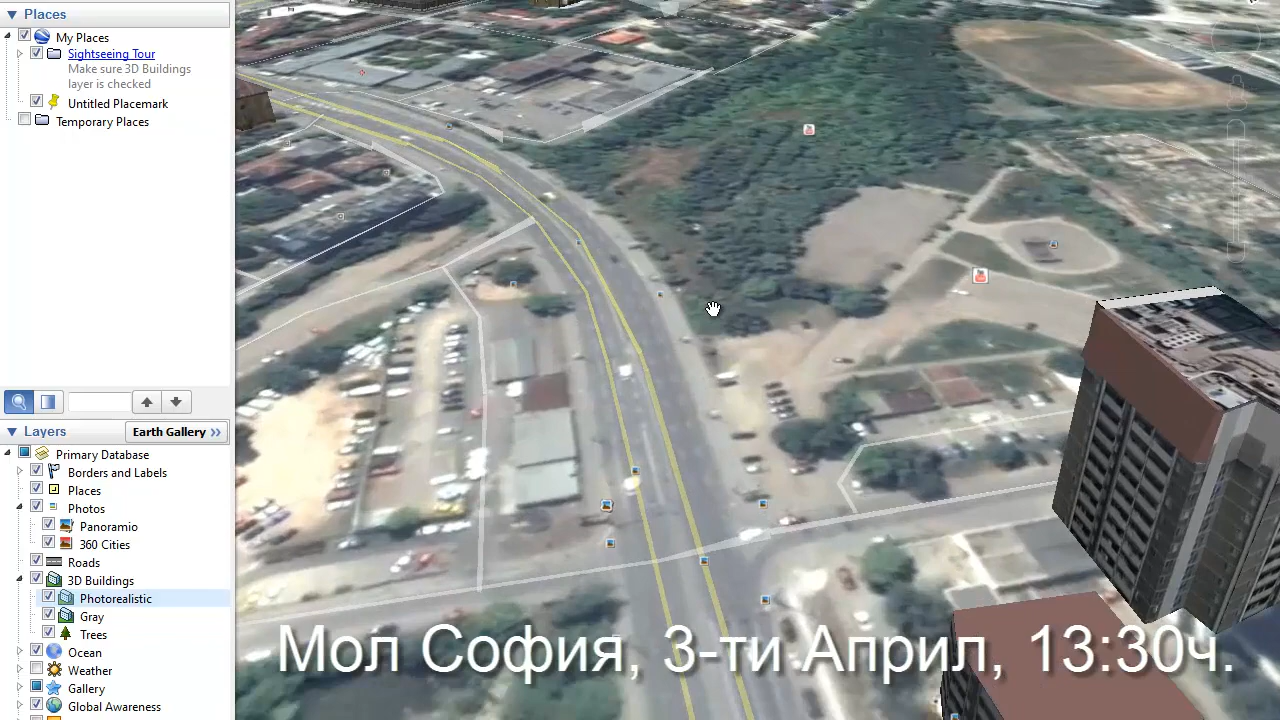 Places
My Places
Sightseeing Tour
Make sure 3D Buildings
layer is checked
Untitled Placemark
Temporary Places
Layers
Earth Gallery >>
Primary Database
Borders and Labels
Places
Photos
Panoramio
360 Cities
Roads
3D Buildings
Photorealistic
Gray
Trees
Ocean
Weather
Gallery
Global Awareness
Мол София, 3-ти Април, 13:30ч.